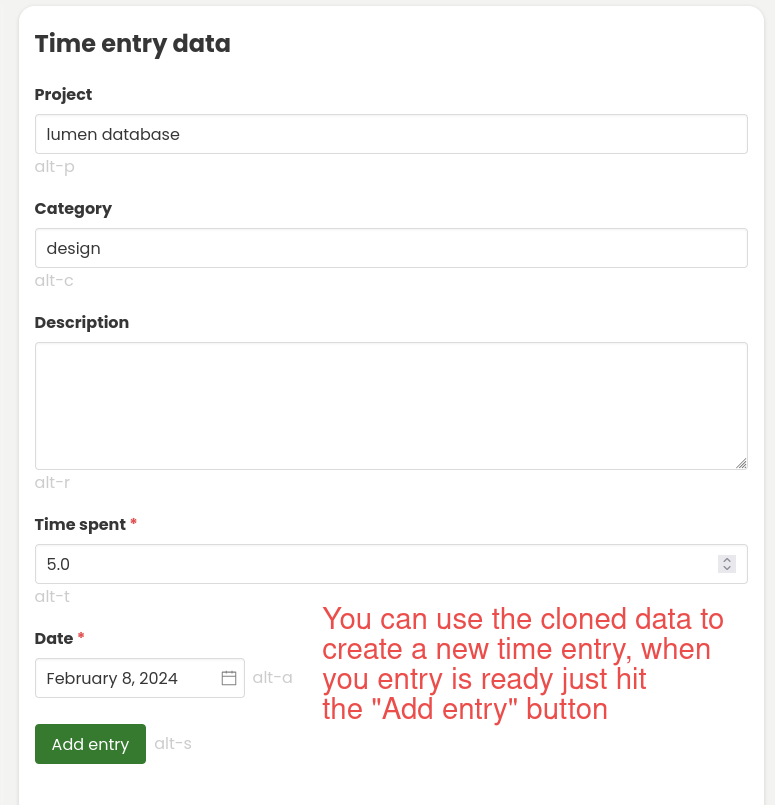 Time entry data
Project
lumen database
alt-p
Category
design
alt-c
Description
alt-r
Time spent *
5.0
alt-t
Date *
February 8, 2024
alt-a
You can use the cloned data to
create a new time entry, when
you entry is ready just hit
the "Add entry" button
Add entry
alt-s